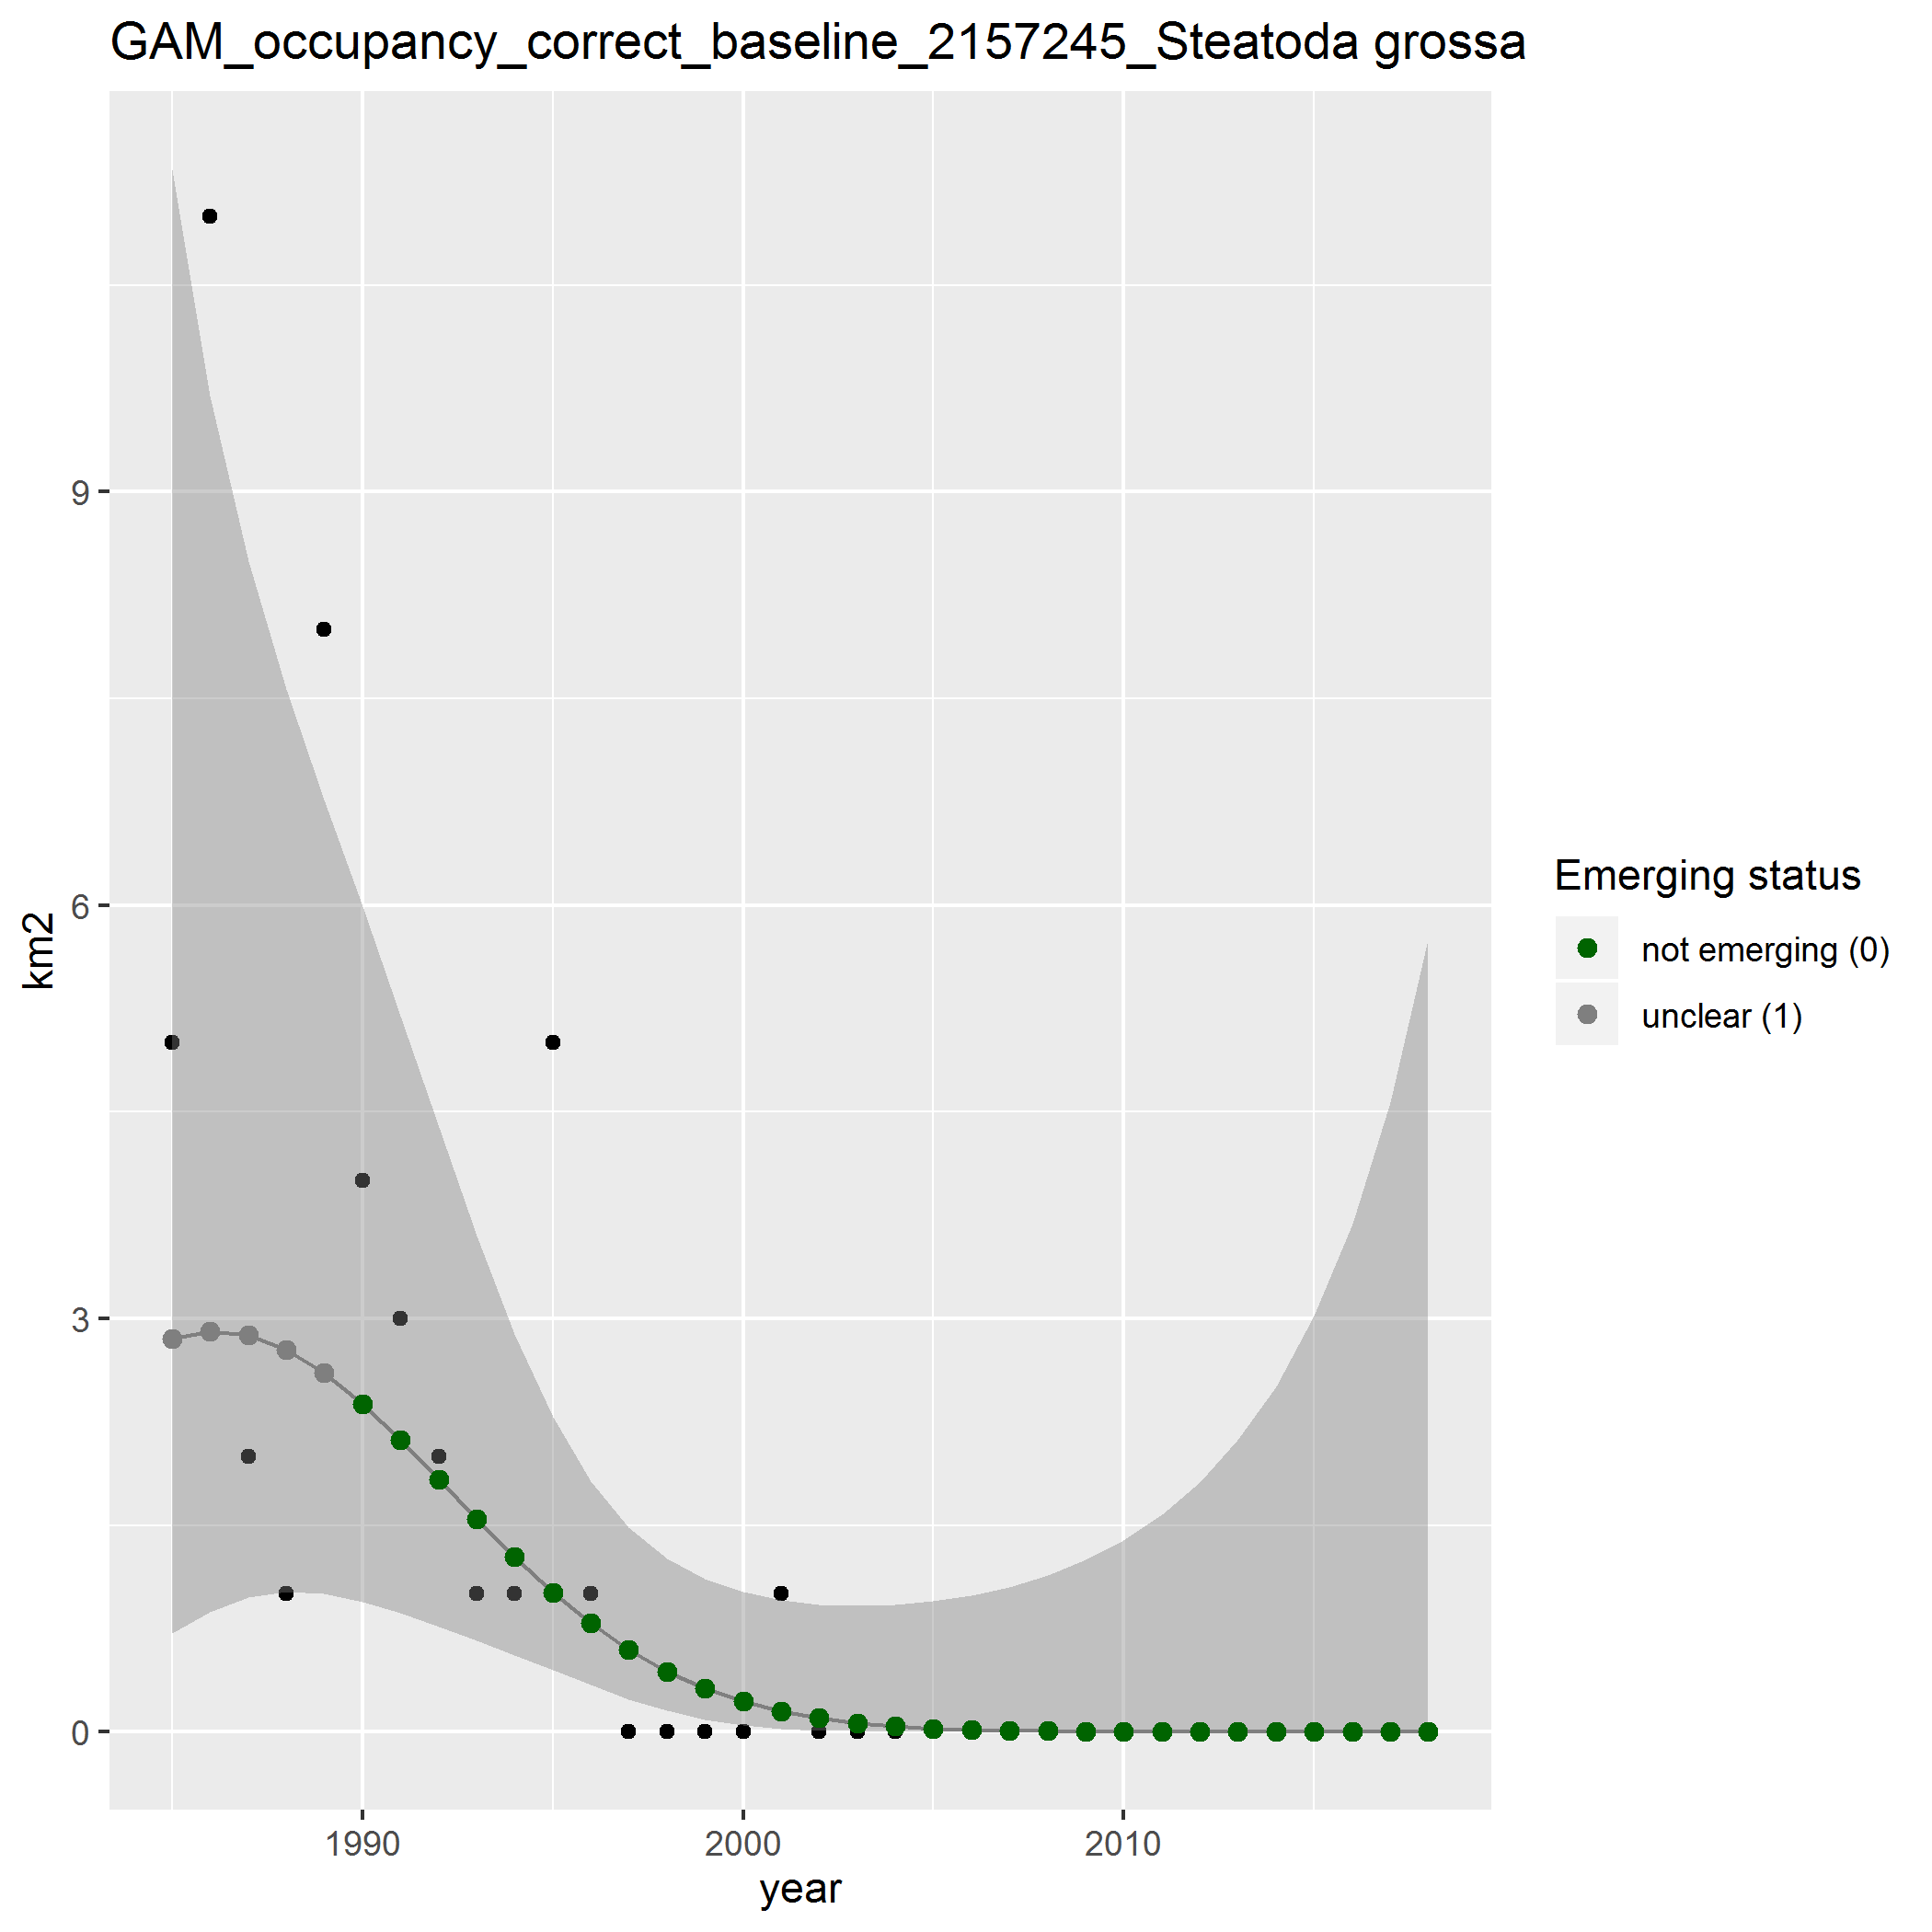 GAM_occupancy_correct_baseline_2157245_Steatoda grossa
9
6
3
0
km2
1990 2000 2010
year
Emerging status
not emerging (0)
unclear (1)